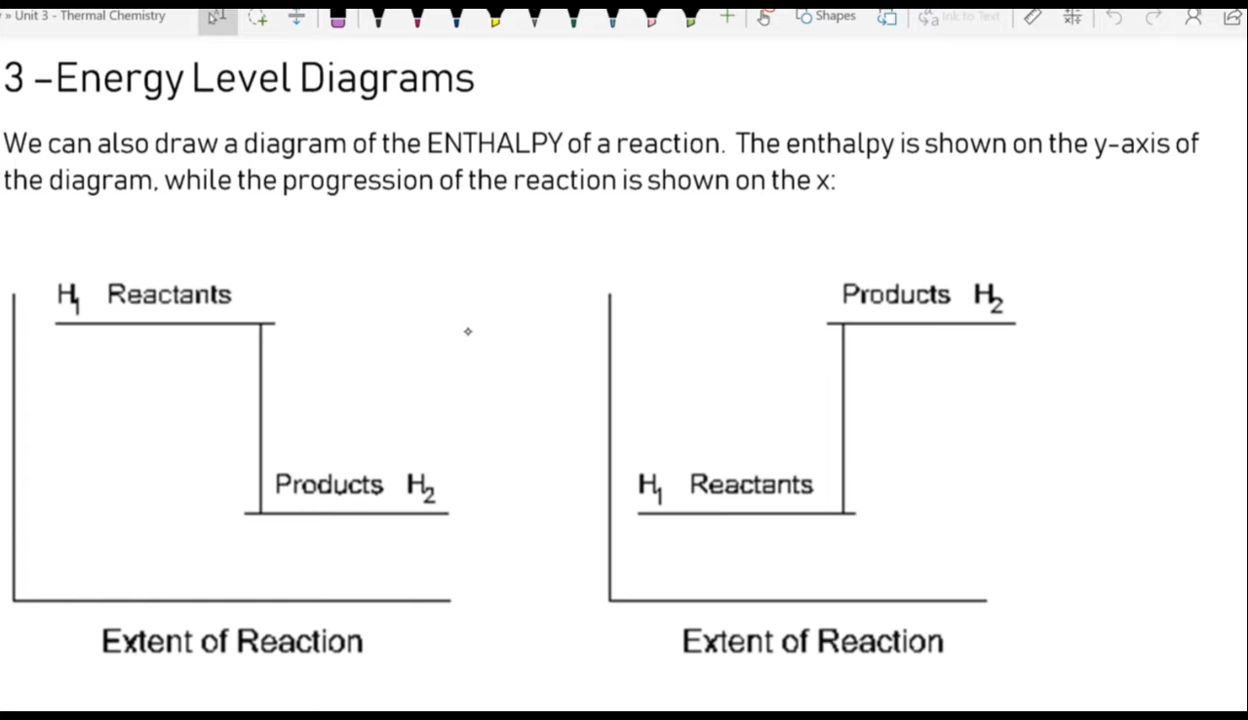 » Unit 3 - Thermal Chemistry
Shapes
Ink to Text
3 –Energy Level Diagrams
We can also draw a diagram of the ENTHALPY of a reaction. The enthalpy is shown on the y-axis of
the diagram, while the progression of the reaction is shown on the x:
H₁ Reactants
Products H₂
Extent of Reaction
Products H₂
H₁ Reactants
Extent of Reaction